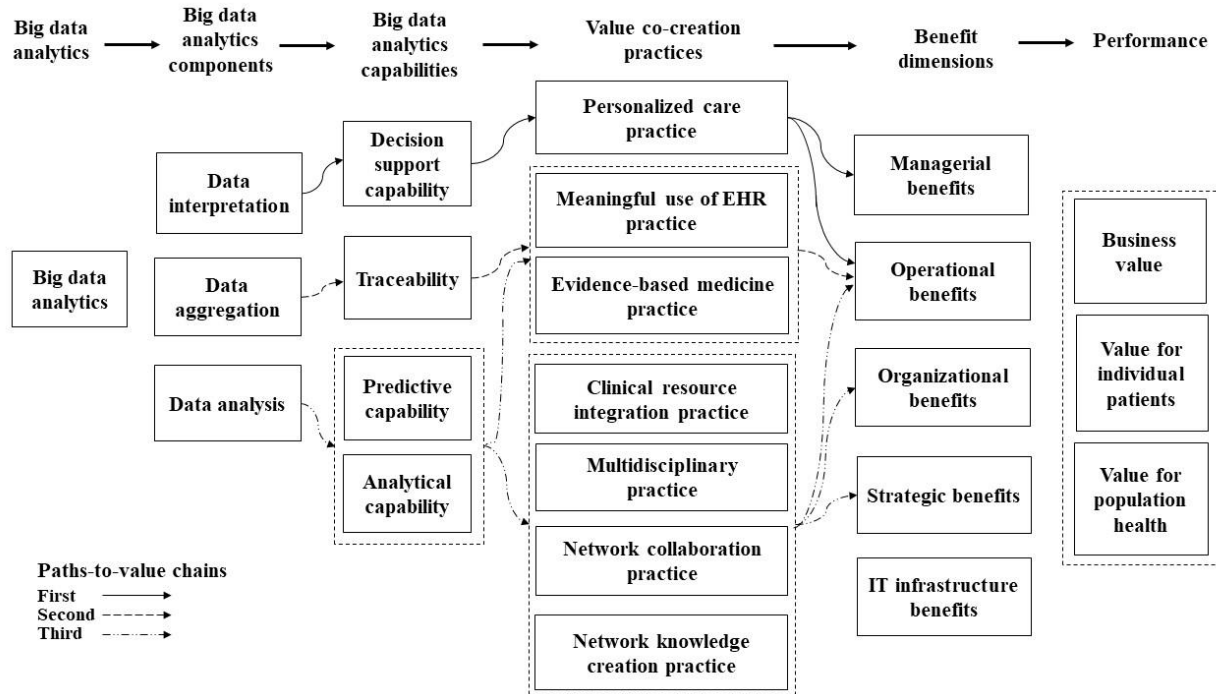 Big data
analytics
Big data
analytics
components
Big data
analytics
capabilities
Value co-creation
practices
Benefit
dimensions
Performance
Big data
analytics
Data
interpretation
Data
aggregation
Data analysis
Decision
support
capability
Traceability
Predictive
capability
Analytical
capability
Personalized care
practice
Meaningful use of EHR
practice
Evidence-based medicine
practice
Clinical resource
integration practice
Multidisciplinary
practice
Network collaboration
practice
Network knowledge
creation practice
Managerial
benefits
Operational
benefits
Organizational
benefits
Strategic benefits
IT infrastructure
benefits
Business
value
Value for
individual
patients
Value for
population
health
Paths-to-value chains
First
Second
Third